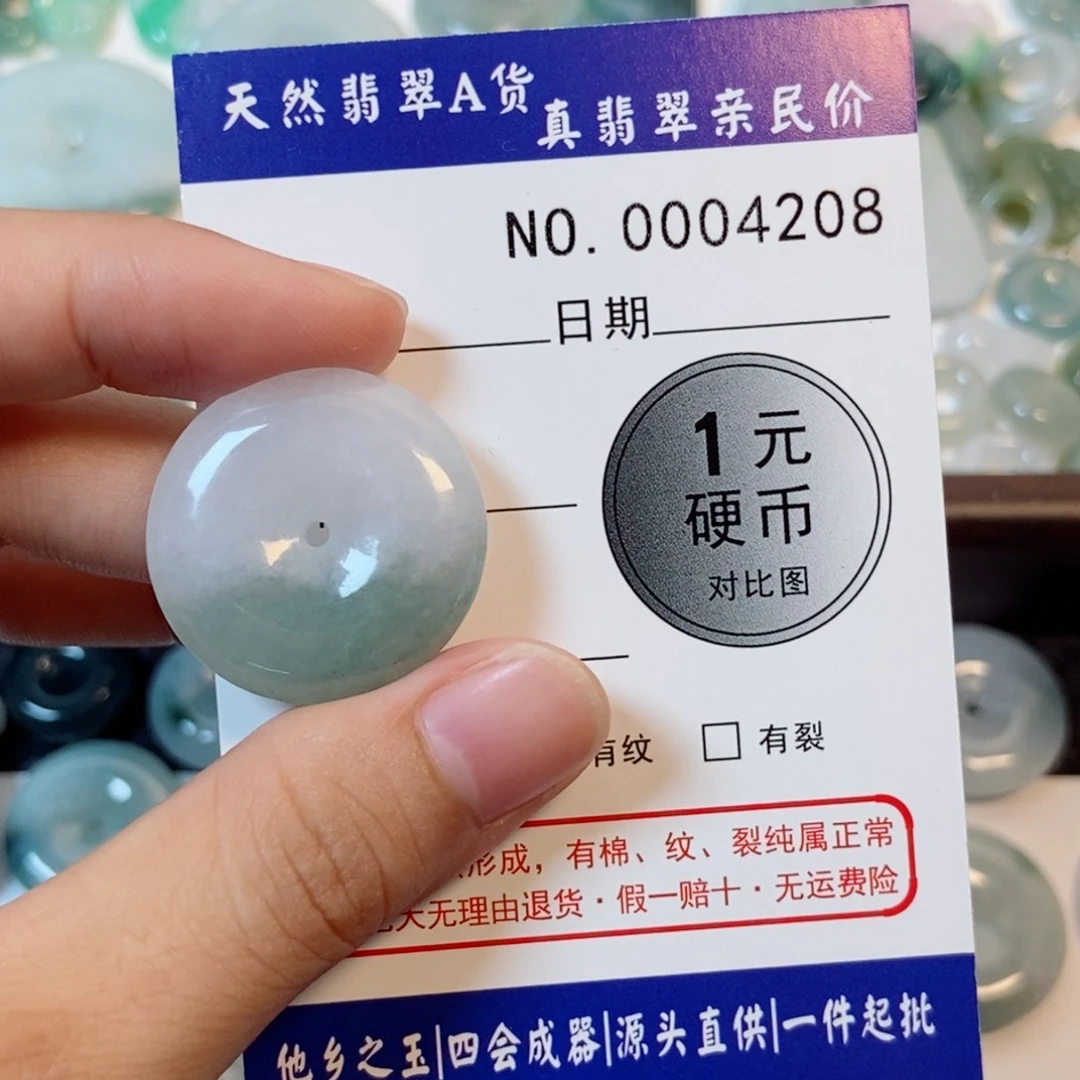 天然翡翠A货
真翡翠亲民价
NO. 0004208
日期
1元
硬币
对比图
有纹 □ 有裂
形成，有棉、纹、裂纯属正常
天无理由退货·假一赔十·无运费险
他乡之玉|四会成器|源头直供|一件起批